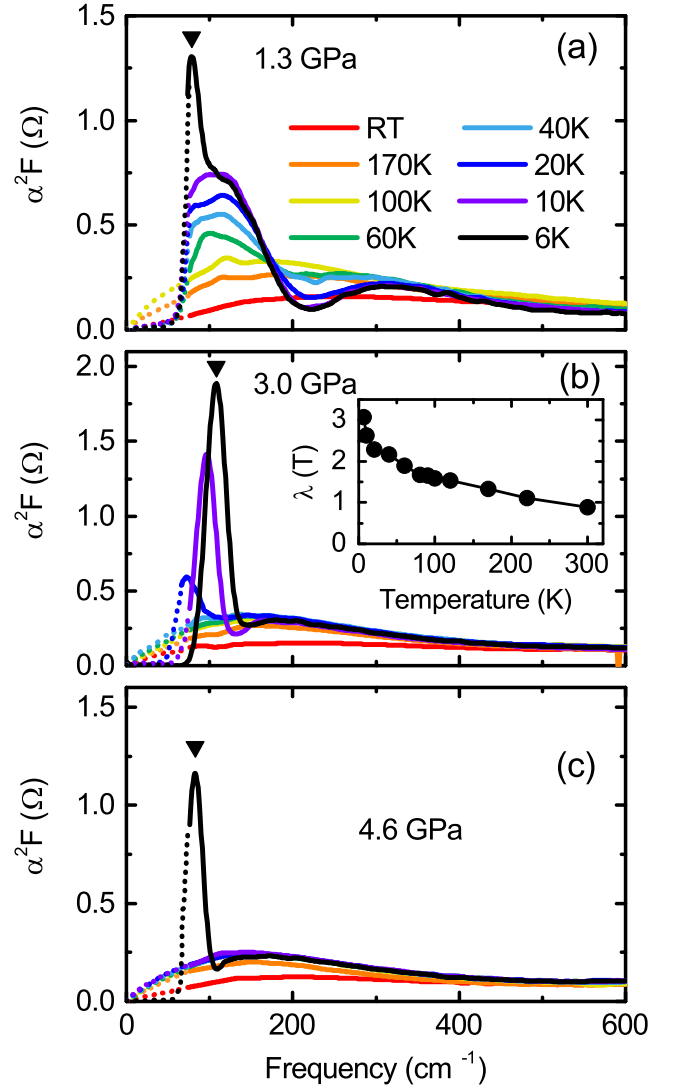 1.5
1.0
0.5
0.0
α²F (Ω)
1.3 GPa
(a)
RT
170K
100K
60K
40K
20K
10K
6K
2.0
1.5
1.0
0.5
0.0
α²F (Ω)
3.0 GPa
(b)
3
2
1
0
λ (T)
0 100 200 300
Temperature (K)
1.5
1.0
0.5
0.0
α²F (Ω)
(c)
4.6 GPa
0 200 400 600
Frequency (cm ⁻¹)